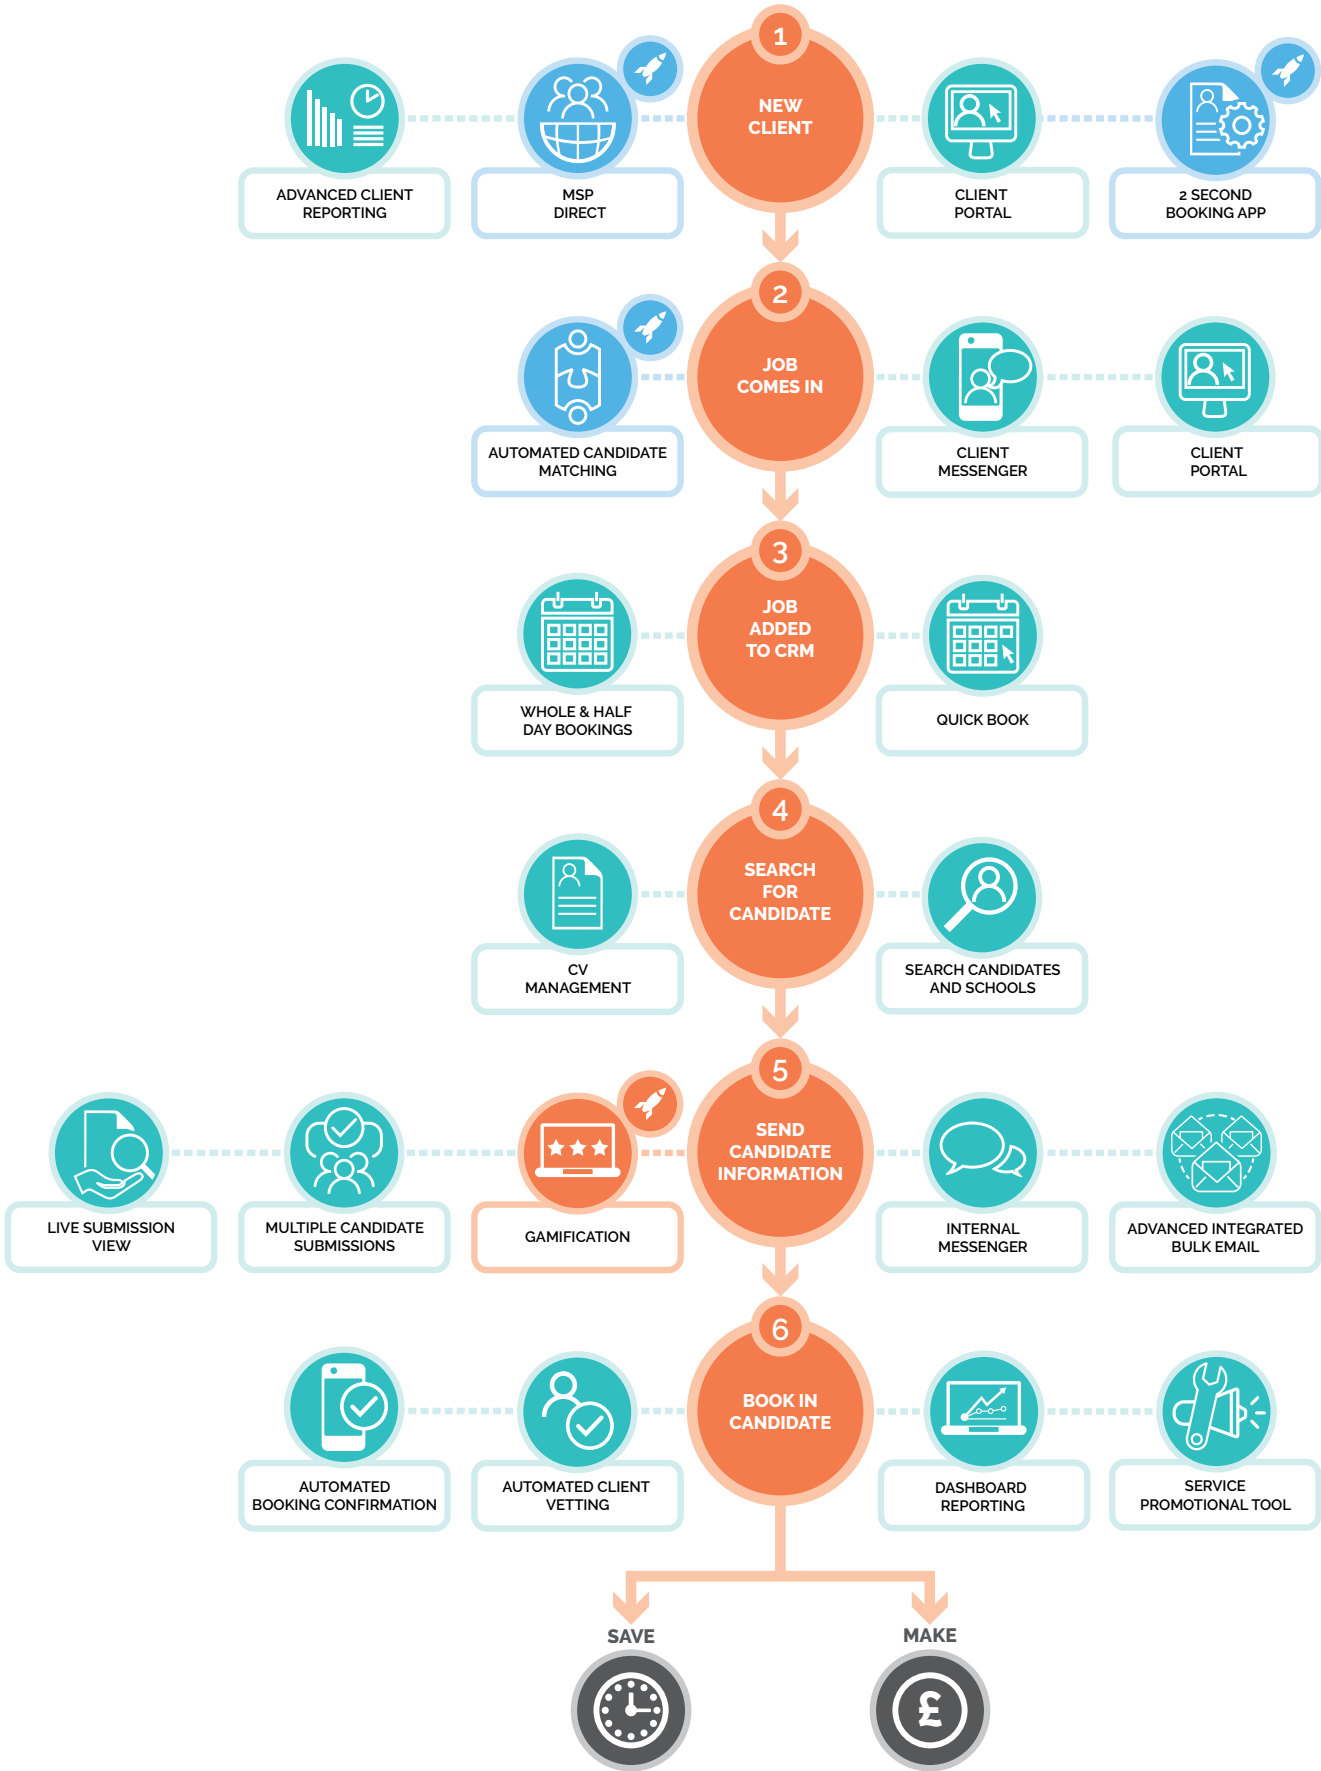 1
NEW
CLIENT
ADVANCED CLIENT
REPORTING
MSP
DIRECT
CLIENT
PORTAL
2 SECOND
BOOKING APP
2
JOB
COMES IN
AUTOMATED CANDIDATE
MATCHING
CLIENT
MESSENGER
CLIENT
PORTAL
3
JOB
ADDED
TO CRM
WHOLE & HALF
DAY BOOKINGS
QUICK BOOK
4
SEARCH
FOR
CANDIDATE
CV
MANAGEMENT
SEARCH CANDIDATES
AND SCHOOLS
5
SEND
CANDIDATE
INFORMATION
LIVE SUBMISSION
VIEW
MULTIPLE CANDIDATE
SUBMISSIONS
GAMIFICATION
INTERNAL
MESSENGER
ADVANCED INTEGRATED
BULK EMAIL
6
BOOK IN
CANDIDATE
AUTOMATED
BOOKING CONFIRMATION
AUTOMATED CLIENT
VETTING
DASHBOARD
REPORTING
SERVICE
PROMOTIONAL TOOL
SAVE
MAKE
£